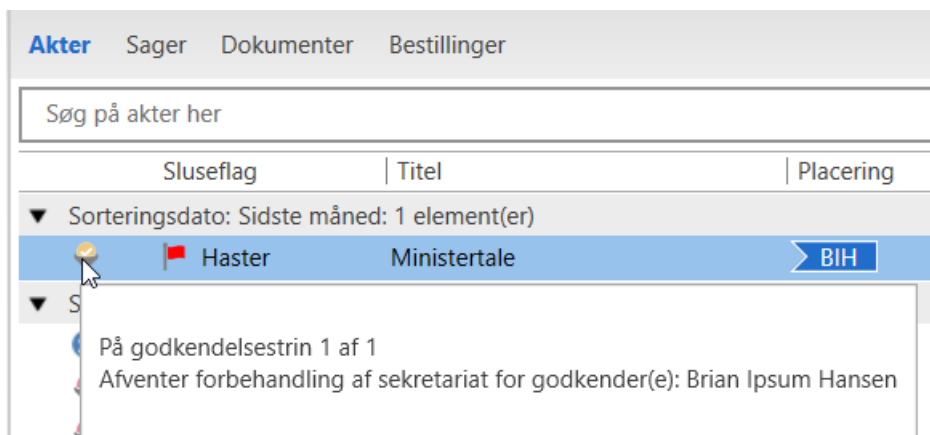 Akter Sager Dokumenter Bestillinger
Søg på akter her
Sluseflag Titel Placering
Sorteringsdato: Sidste måned: 1 element(er)
Haster Ministertale BIH
På godkendelsestrin 1 af 1
Afventer forbehandling af sekretariat for godkender(e): Brian Ipsum Hansen